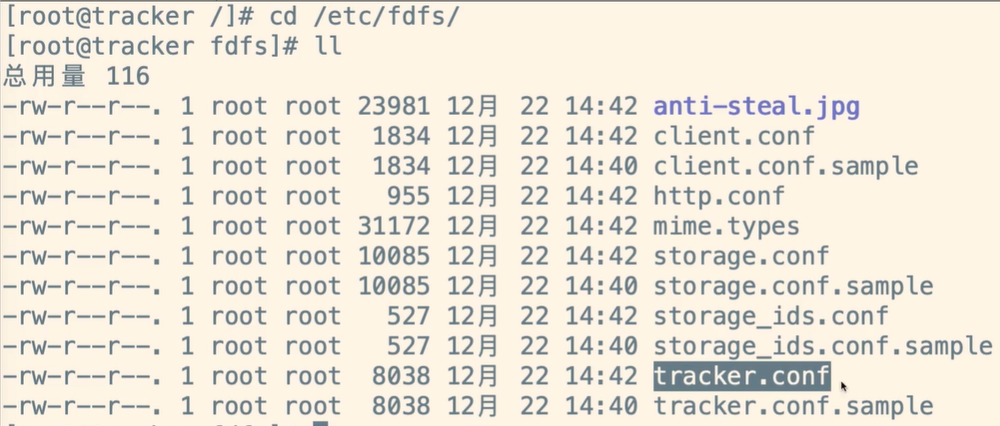 [root@tracker /]# cd /etc/fdfs/
[root@tracker fdfs]# ll
总用量 116
-rw-r--r--. 1 root root 23981 12月 22 14:42 anti-steal.jpg
-rw-r--r--. 1 root root 1834 12月 22 14:42 client.conf
-rw-r--r--. 1 root root 1834 12月 22 14:40 client.conf.sample
-rw-r--r--. 1 root root 955 12月 22 14:42 http.conf
-rw-r--r--. 1 root root 31172 12月 22 14:42 mime.types
-rw-r--r--. 1 root root 10085 12月 22 14:42 storage.conf
-rw-r--r--. 1 root root 10085 12月 22 14:40 storage.conf.sample
-rw-r--r--. 1 root root 527 12月 22 14:42 storage_ids.conf
-rw-r--r--. 1 root root 527 12月 22 14:40 storage_ids.conf.sample
-rw-r--r--. 1 root root 8038 12月 22 14:42 tracker.conf
-rw-r--r--. 1 root root 8038 12月 22 14:40 tracker.conf.sample